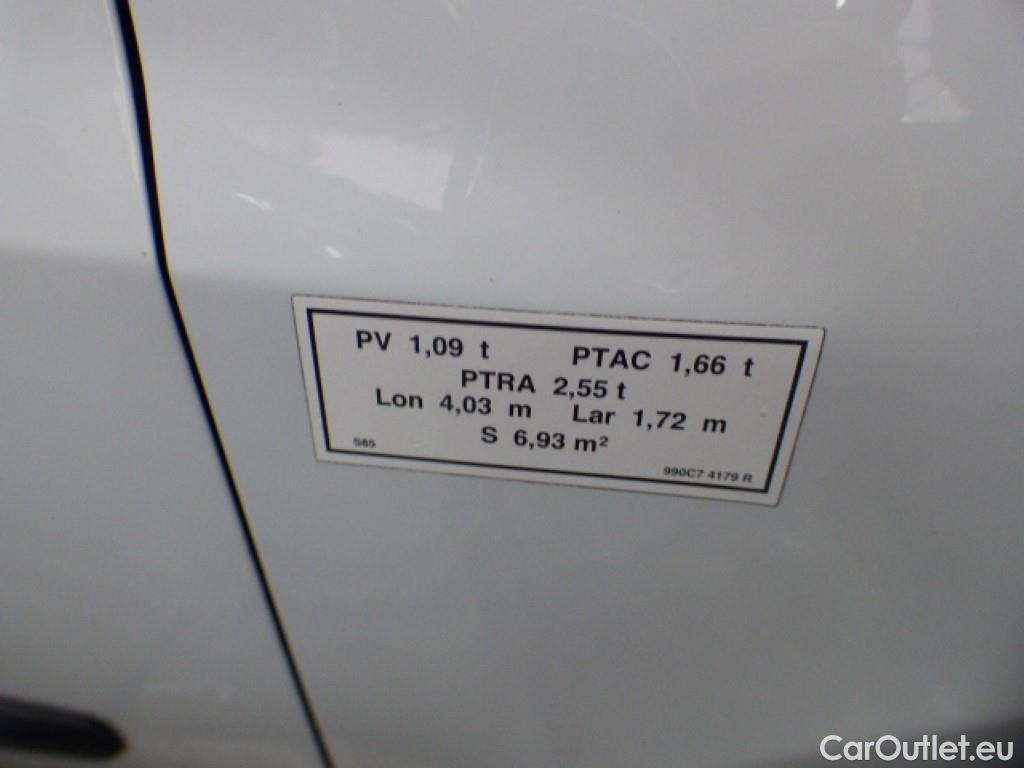 PV 1,09 t PTAC 1,66 t
PTRA 2,55 t
Lon 4,03 m Lar 1,72 m
S 6,93 m²
S85 990C7 4179 R
CarOutlet.eu